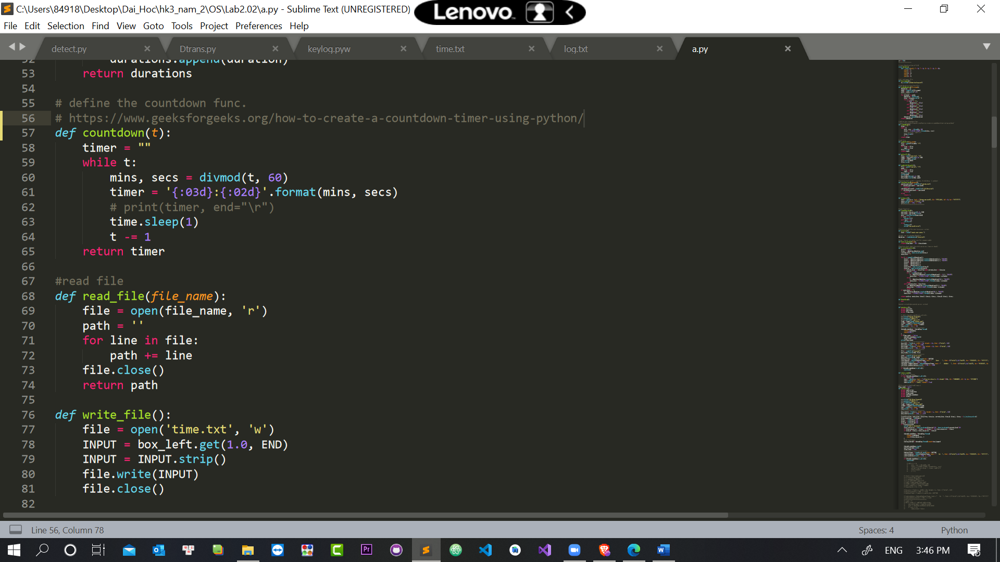 C:\Users\84918\Desktop\Dai_Hoc\hk3_nam_2\OS\Lab2.02\a.py - Sublime Text (UNREGISTERED)
Lenovo
File Edit Selection Find View Goto Tools Project Preferences Help
detect.py
Dtrans.py
keylog.pyw
time.txt
log.txt
a.py
52 durations.append(duration)
53 return durations
54
55 # define the countdown func.
56 # https://www.geeksforgeeks.org/how-to-create-a-countdown-timer-using-python/
57 def countdown(t):
58 timer = ""
59 while t:
60 mins, secs = divmod(t, 60)
61 timer = '{:03d}:{:02d}'.format(mins, secs)
62 # print(timer, end="\r")
63 time.sleep(1)
64 t -= 1
65 return timer
66
67 #read file
68 def read_file(file_name):
69 file = open(file_name, 'r')
70 path = ''
71 for line in file:
72 path += line
73 file.close()
74 return path
75
76 def write_file():
77 file = open('time.txt', 'w')
78 INPUT = box_left.get(1.0, END)
79 INPUT = INPUT.strip()
80 file.write(INPUT)
81 file.close()
82
Line 56, Column 78
Spaces: 4
Python
Pr
ENG
3:46 PM